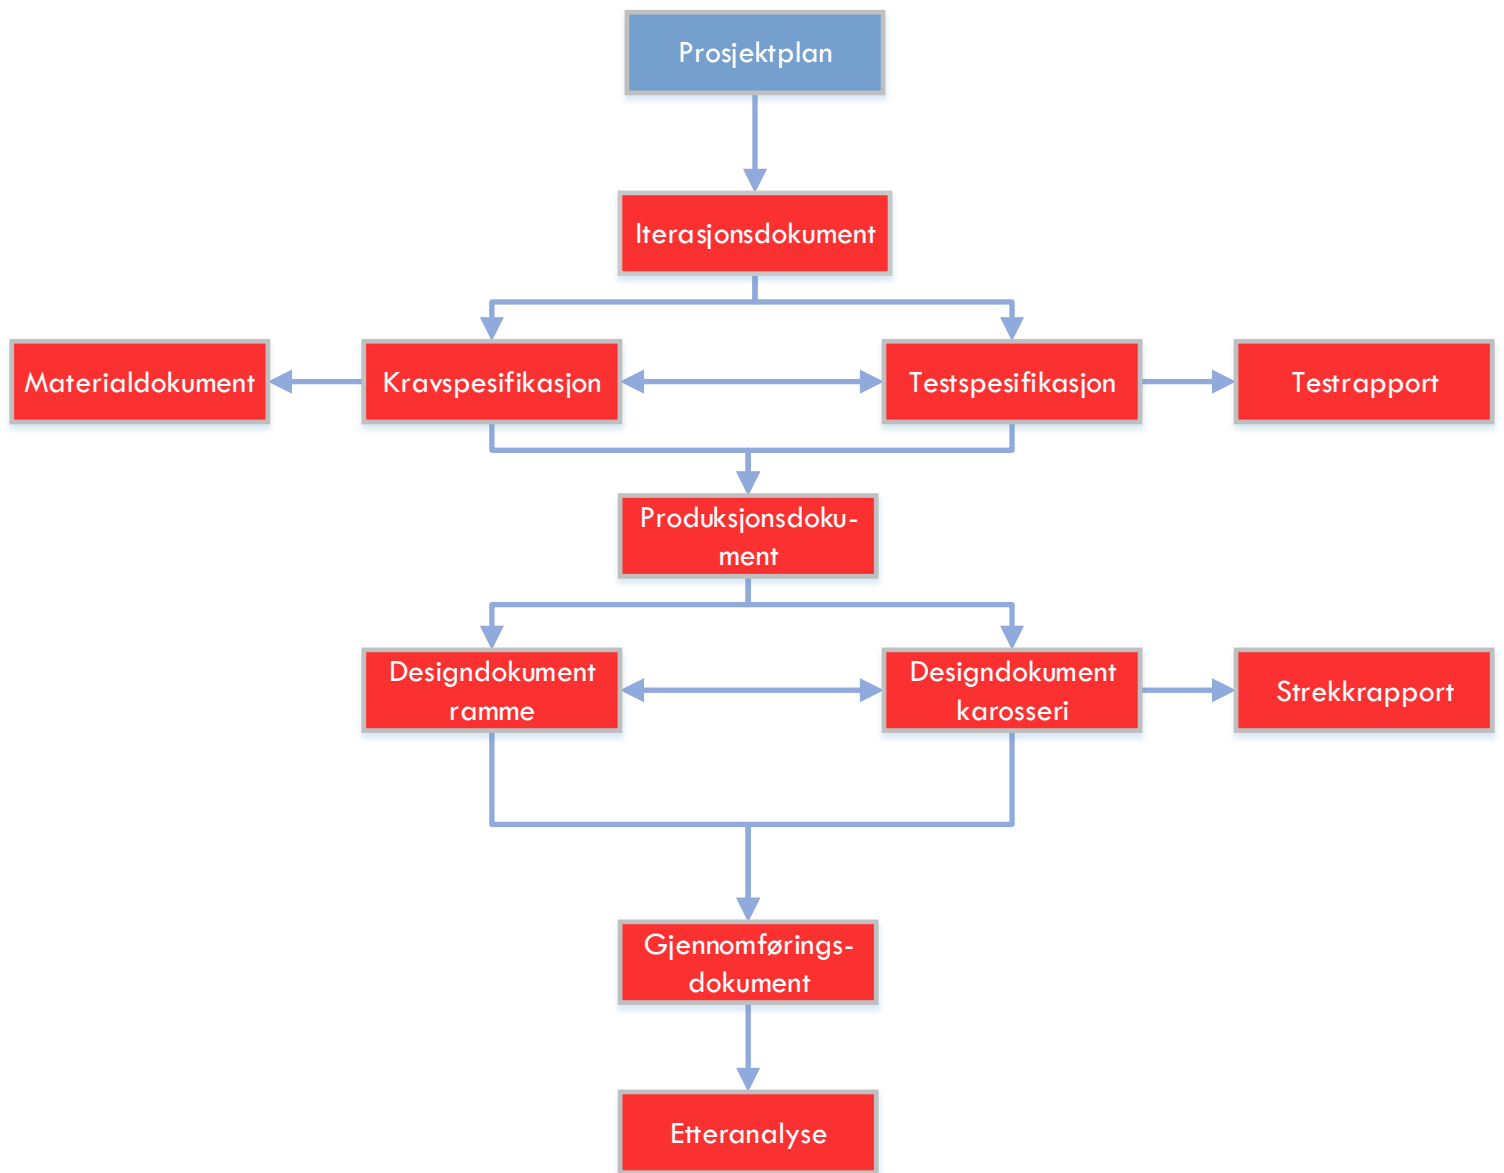 Prosjektplan
Iterasjonsdokument
Materialdokument
Kravspesifikasjon
Testspesifikasjon
Testrapport
Produksjonsdoku-
ment
Designdokument
ramme
Designdokument
karosseri
Strekkrapport
Gjennomførings-
dokument
Etteranalyse